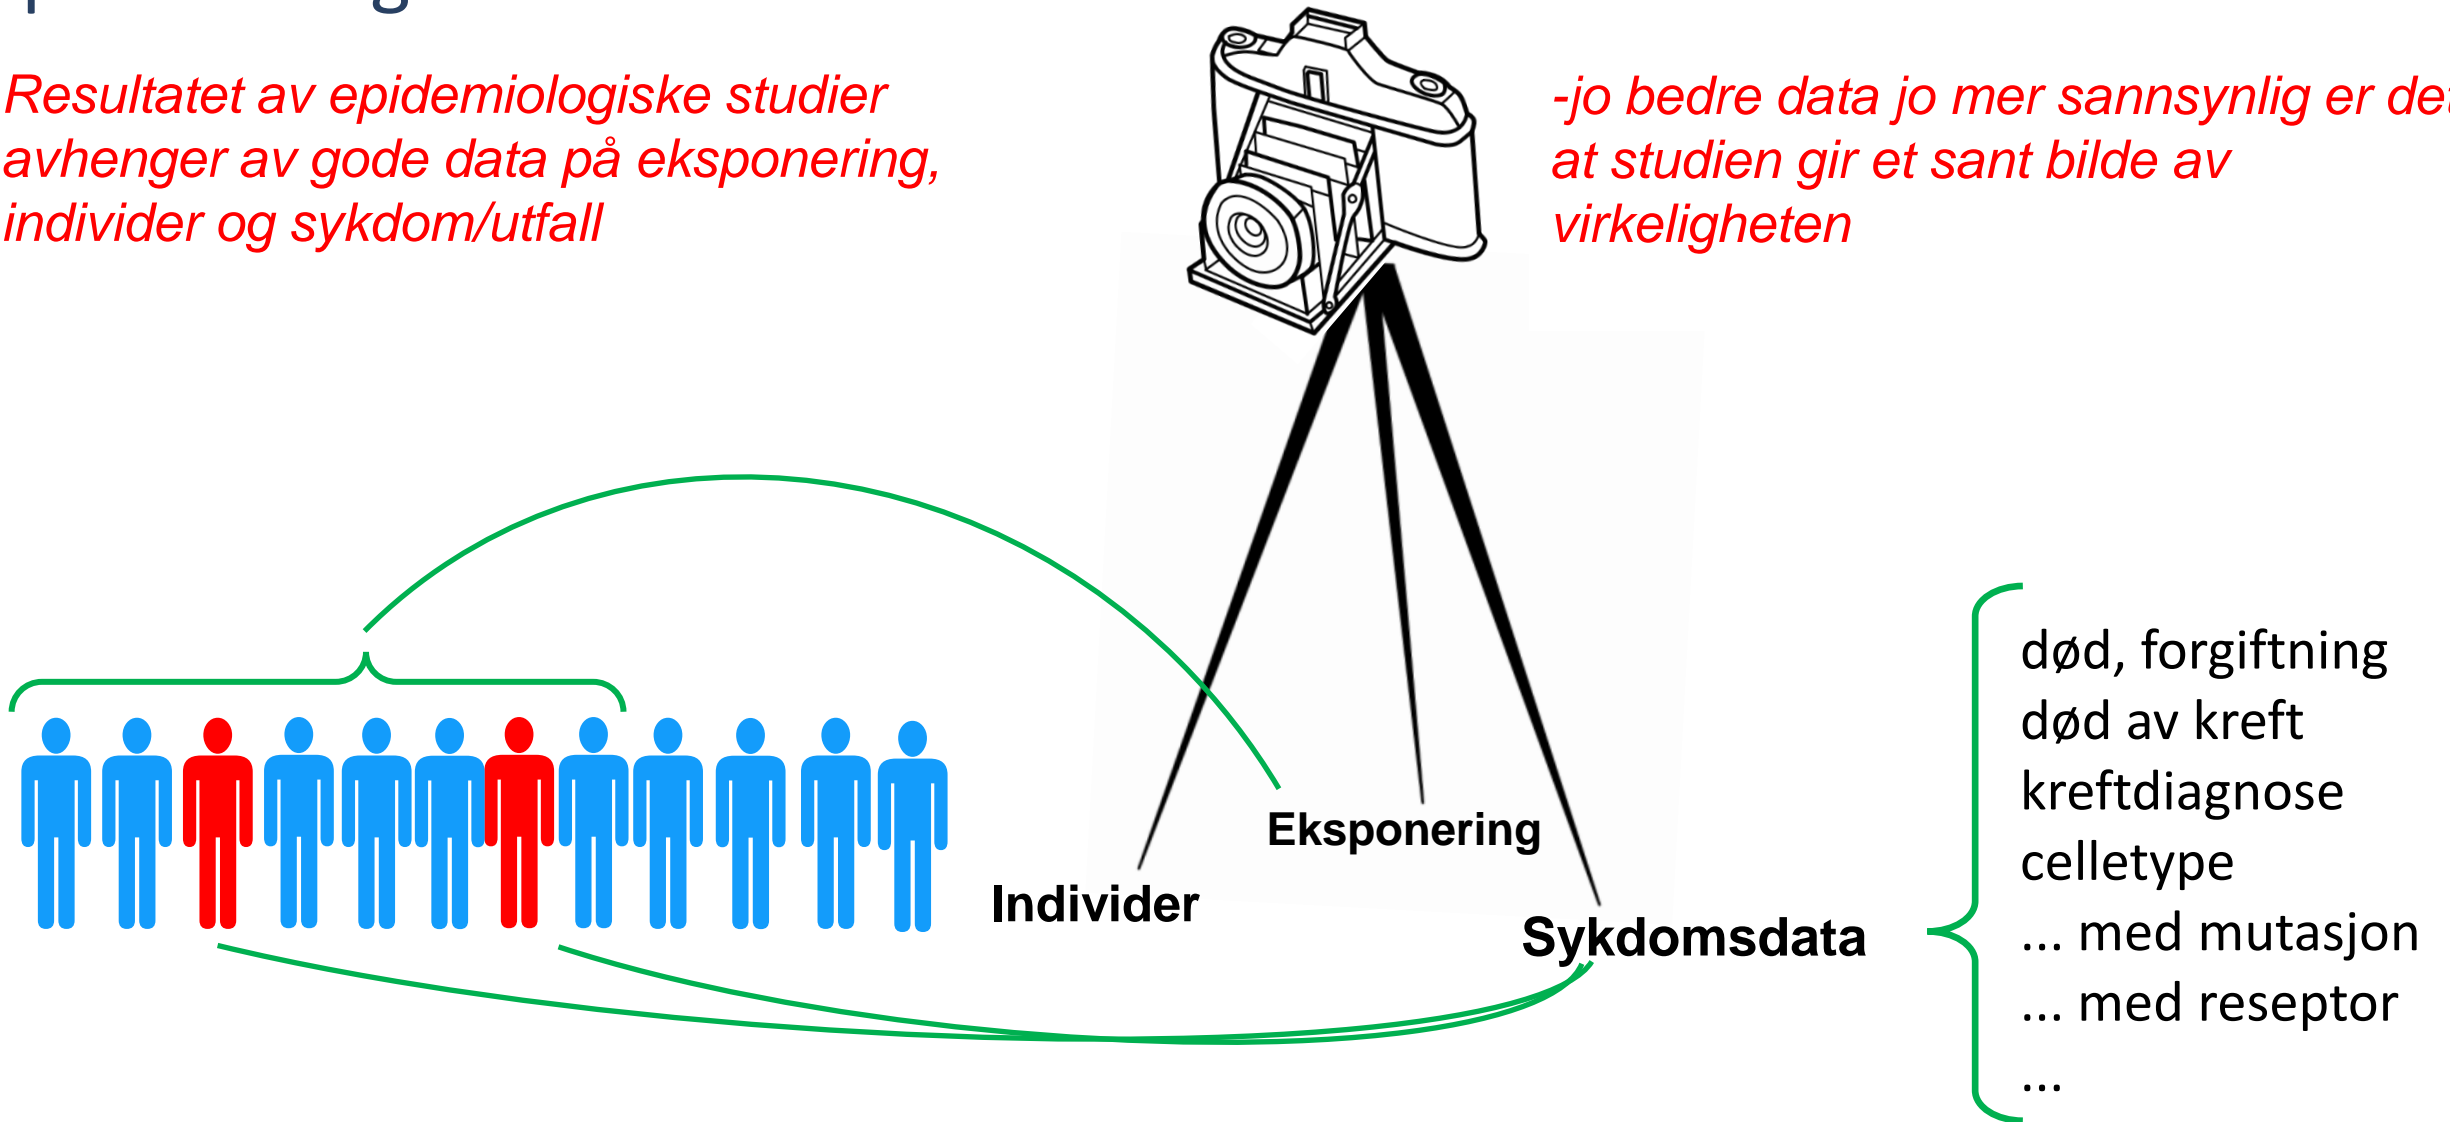 Resultatet av epidemiologiske studier
avhenger av gode data på eksponering,
individer og sykdom/utfall
-jo bedre data jo mer sannsynlig er det
at studien gir et sant bilde av
virkeligheten
Eksponering
Individer
Sykdomsdata
død, forgiftning
død av kreft
kreftdiagnose
celletype
... med mutasjon
... med reseptor
...